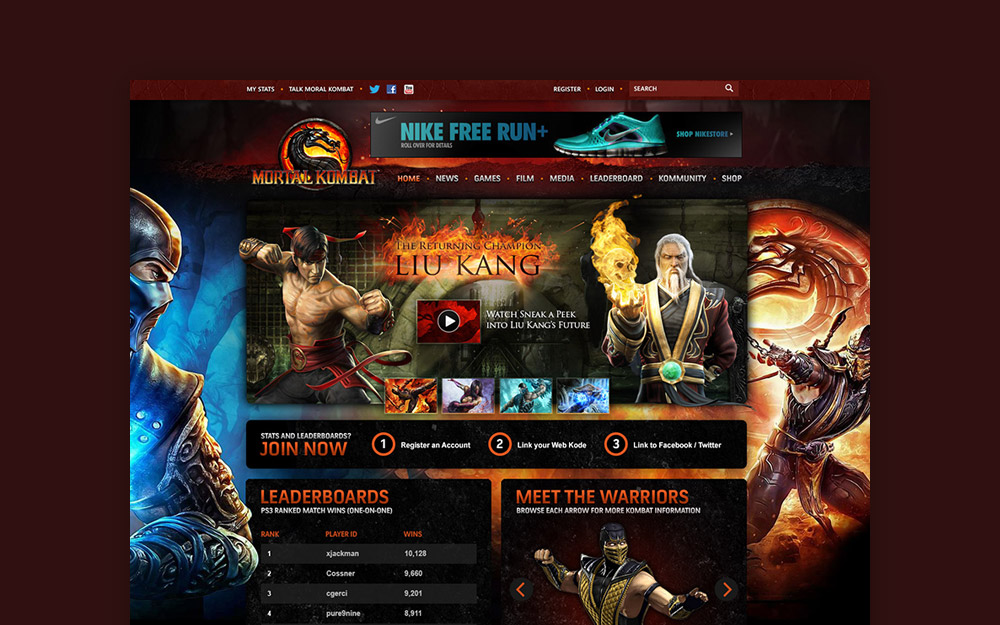 MY STATS • TALK MORAL KOMBAT •
REGISTER • LOGIN • SEARCH
NIKE FREE RUN+
ROLL OVER FOR DETAILS
SHOP NIKESTORE
MORTAL KOMBAT
HOME • NEWS • GAMES • FILM • MEDIA • LEADERBOARD • KOMMUNITY • SHOP
THE RETURNING CHAMPION
LIU KANG
WATCH SNEAK A PEEK
INTO LIU KANG'S FUTURE
STATS AND LEADERBOARDS?
JOIN NOW
1 Register an Account
2 Link your Web Kode
3 Link to Facebook / Twitter
LEADERBOARDS
PS3 RANKED MATCH WINS (ONE-ON-ONE)
RANK PLAYER ID WINS
1 xjackman 10,128
2 Cossner 9,660
3 cgerci 9,201
4 pure9nine 8,911
MEET THE WARRIORS
BROWSE EACH ARROW FOR MORE KOMBAT INFORMATION